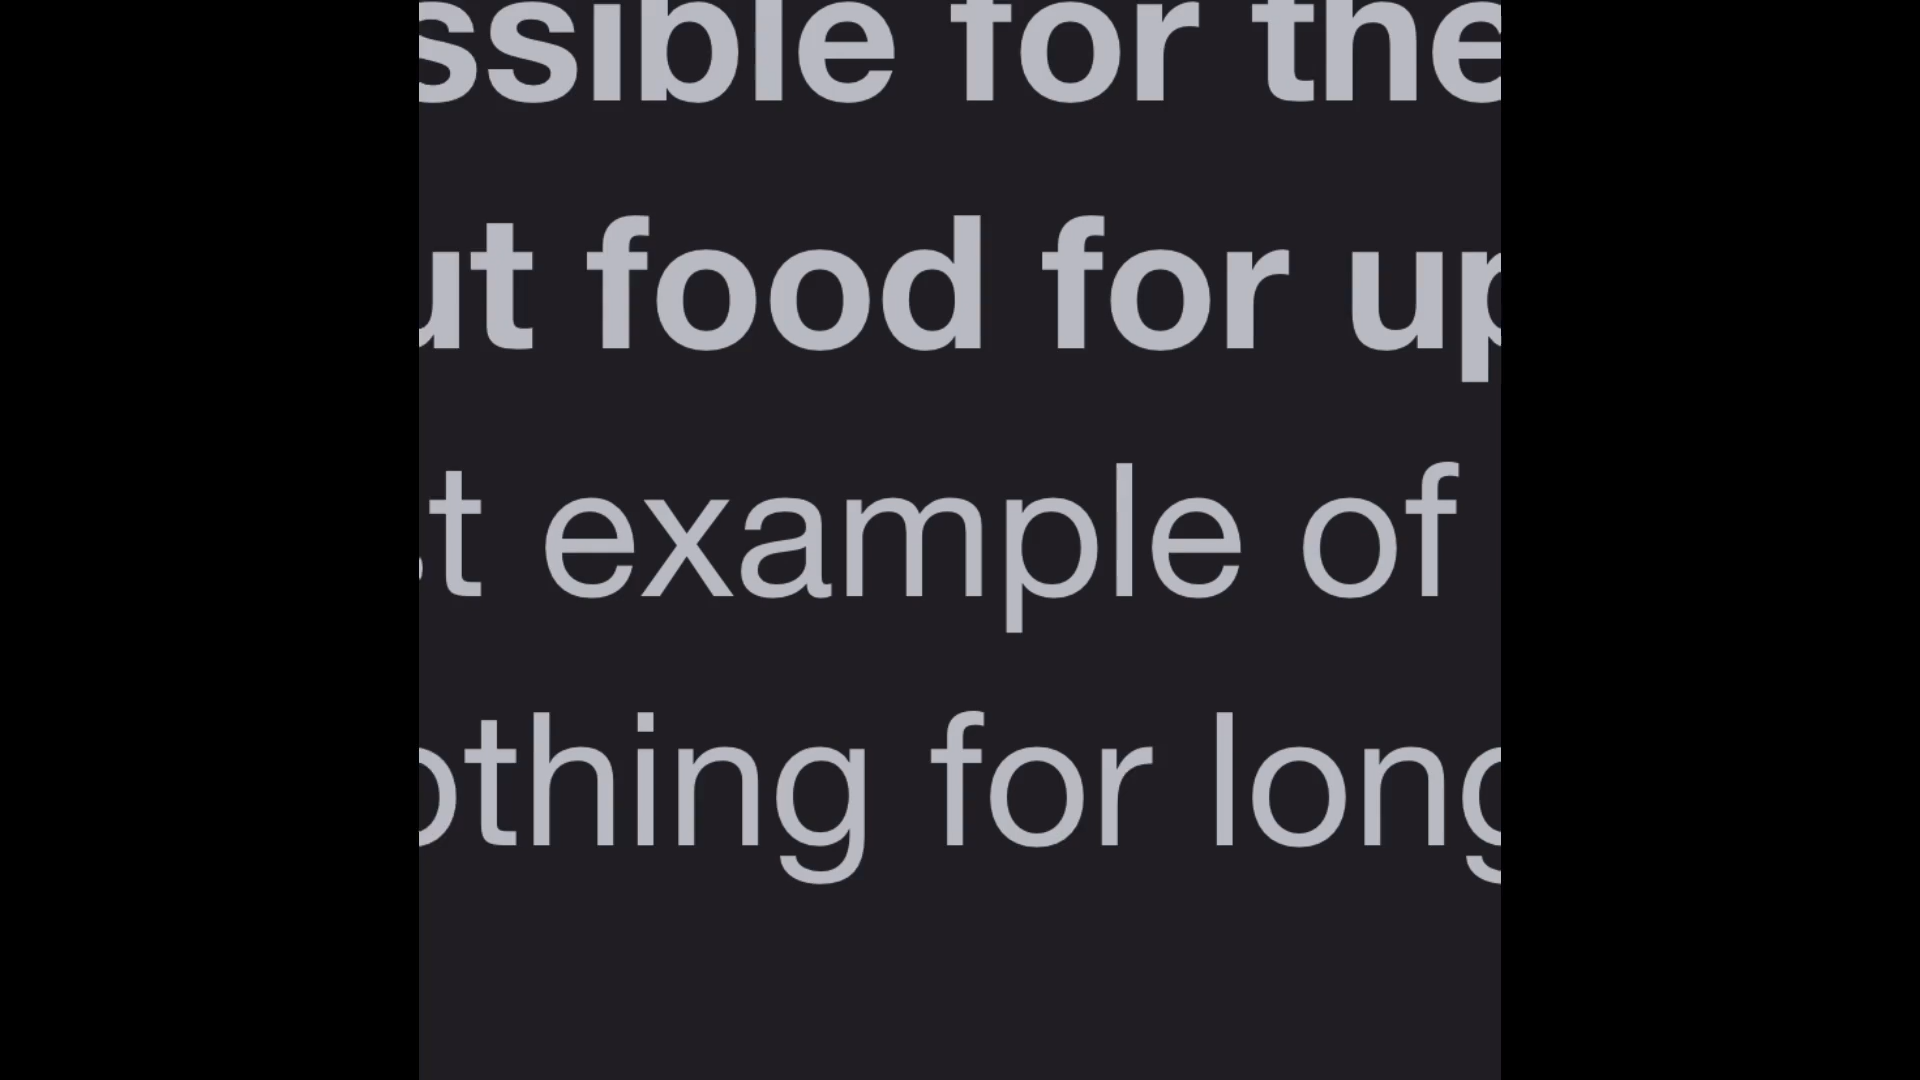 ssible for the
ut food for up
t example of
othing for long